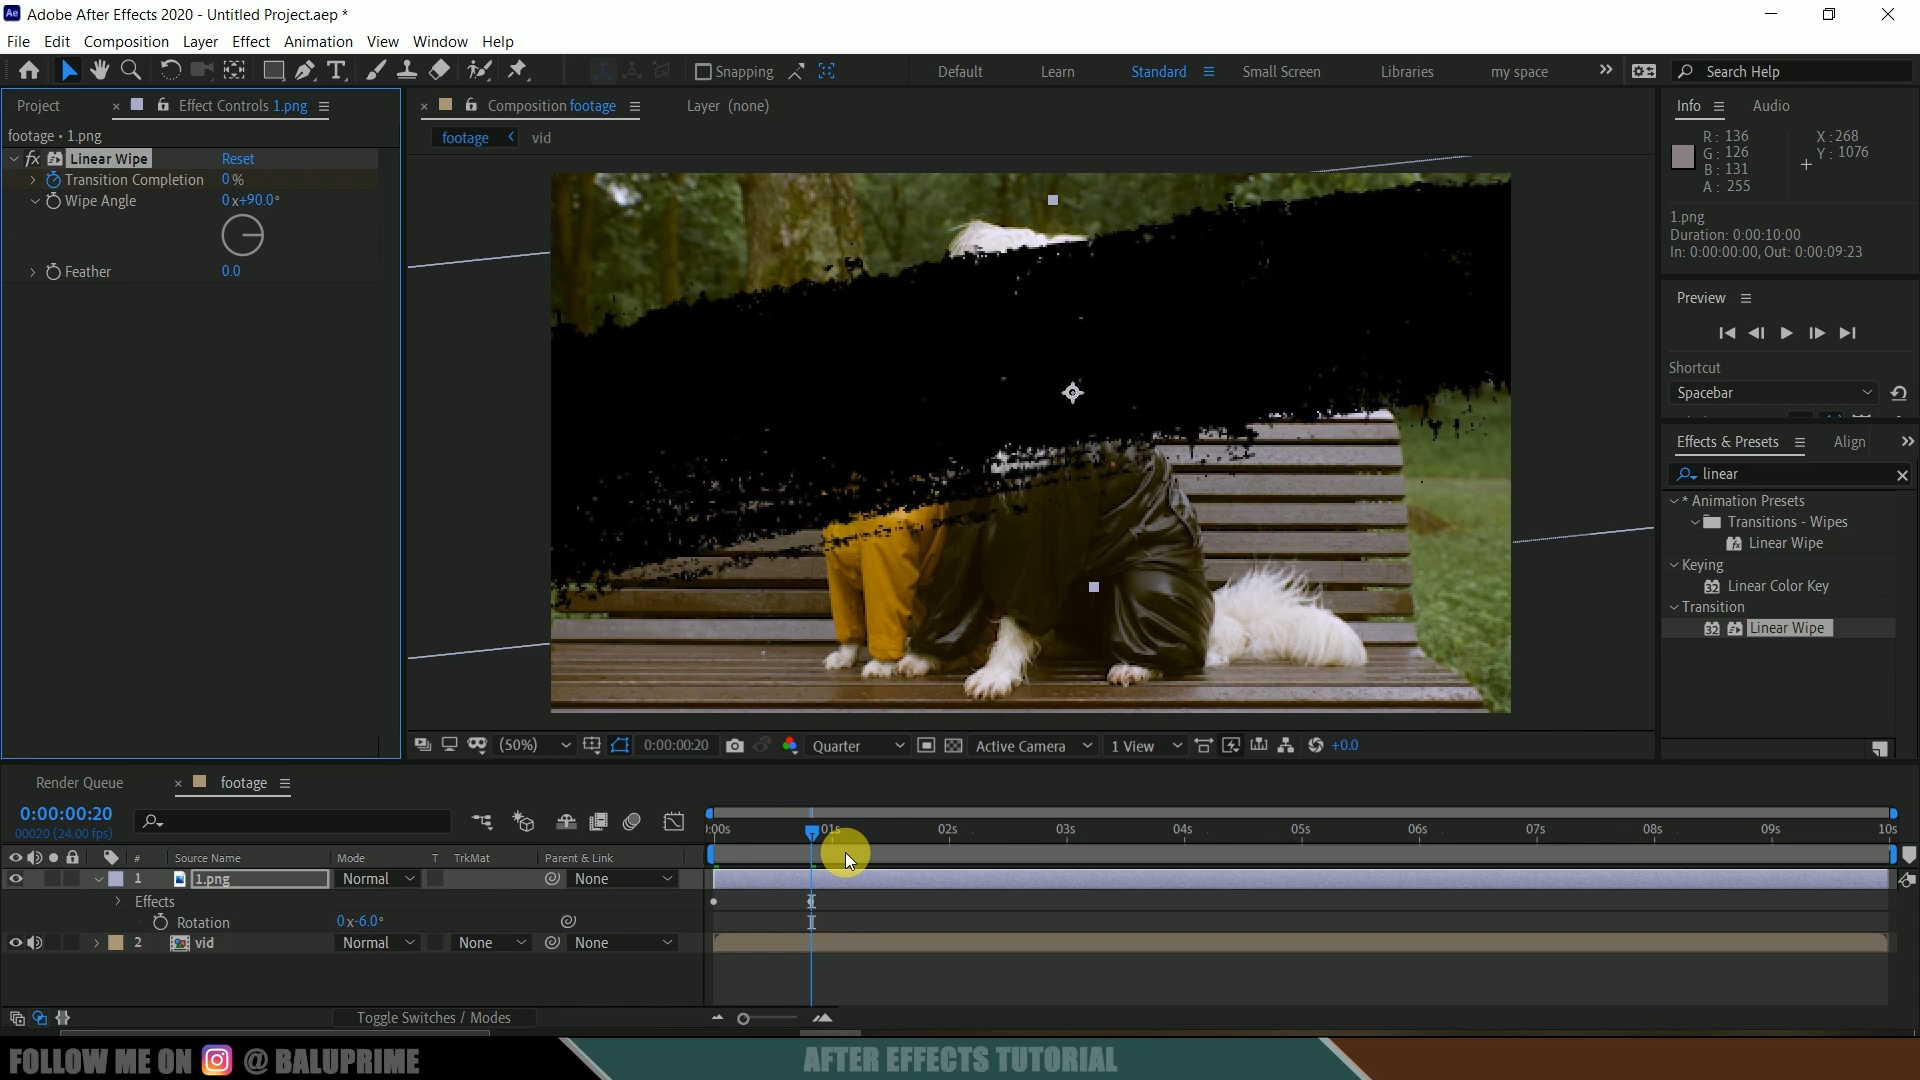 Ae Adobe After Effects 2020 - Untitled Project.aep *
File Edit Composition Layer Effect Animation View Window Help
Snapping Default Learn Standard Small Screen Libraries my space Search Help
Project Effect Controls 1.png
Composition footage Layer (none)
Info Audio
footage • 1.png
footage vid
R: 136 X: 268
G: 126 Y: 1076
B: 131
A: 255
fx Linear Wipe Reset
Transition Completion 0 %
Wipe Angle 0x+90.0°
Feather 0.0
1.png
Duration: 0:00:10:00
In: 0:00:00:00, Out: 0:00:09:23
Preview
Shortcut
Spacebar
Effects & Presets Align
linear
* Animation Presets
Transitions - Wipes
Linear Wipe
Keying
32 Linear Color Key
Transition
32 Linear Wipe
(50%) 0:00:00:20 Quarter Active Camera 1 View +0.0
Render Queue footage
0:00:00:20
00020 (24.00 fps)
:00s 01s 02s 03s 04s 05s 06s 07s 08s 09s 10s
# Source Name Mode T TrkMat Parent & Link
1 1.png Normal None
Effects
Rotation 0x-6.0°
2 vid Normal None None
Toggle Switches / Modes
FOLLOW ME ON @ BALUPRIME AFTER EFFECTS TUTORIAL